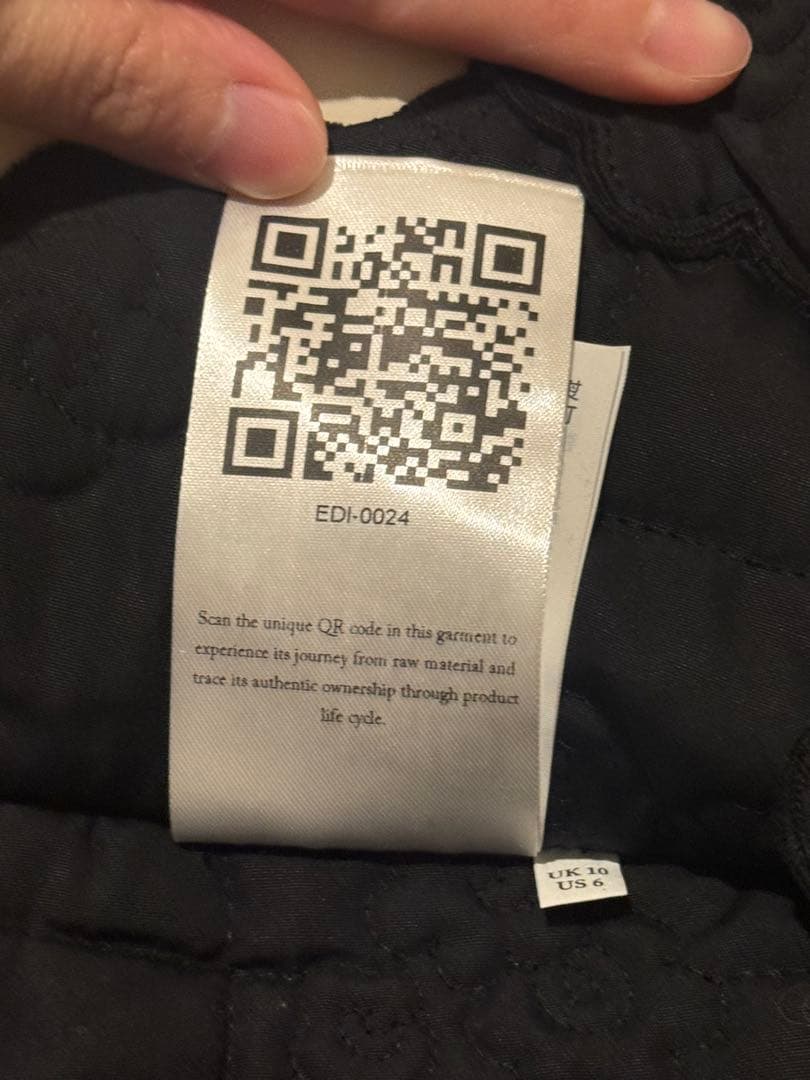 EDI-0024
Scan the unique QR code in this garment to
experience its journey from raw material and
trace its authentic ownership through product
life cycle.
UK 10
US 6